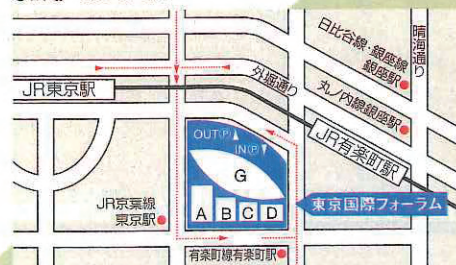 日比谷線・銀座線
銀座駅
晴海通り
外堀通り
丸ノ内線銀座駅
JR東京駅
JR有楽町駅
OUTⓅ▲
INⓅ▼
G
A B C D
東京国際フォーラム
JR京葉線
東京駅
有楽町線有楽町駅